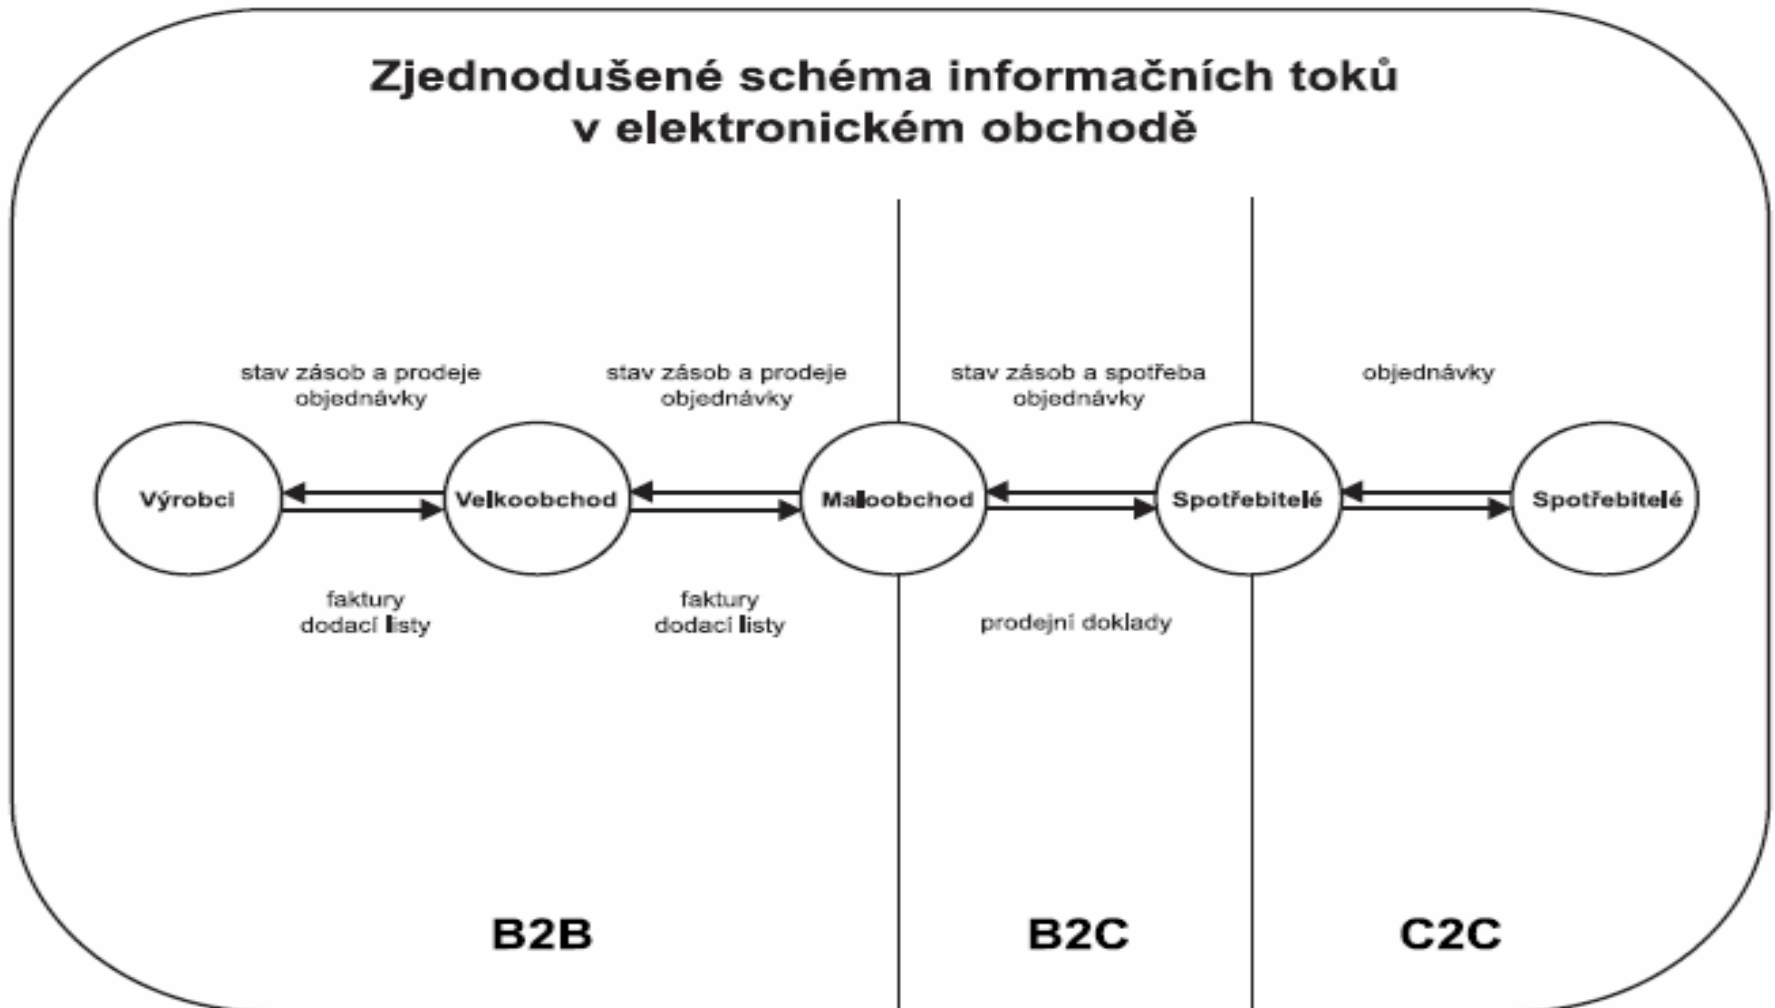 Zjednodušené schéma informačních toků
v elektronickém obchodě
stav zásob a prodeje
objednávky
stav zásob a prodeje
objednávky
stav zásob a spotřeba
objednávky
objednávky
Výrobci
Velkoobchod
Maloobchod
Spotřebitelé
Spotřebitelé
faktury
dodací listy
faktury
dodací listy
prodejní doklady
B2B
B2C
C2C